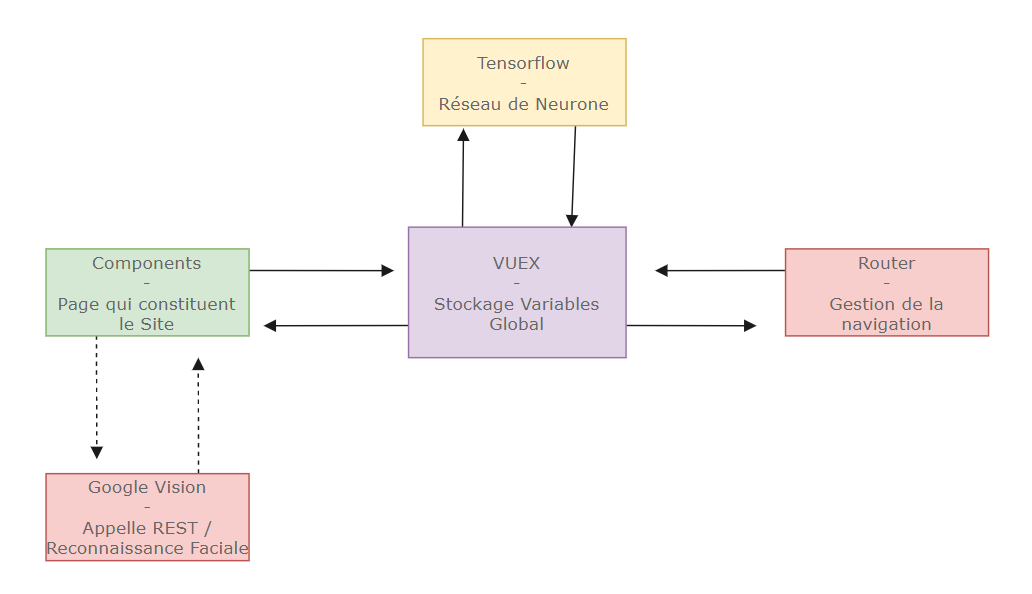 Tensorflow
-
Réseau de Neurone
Components
-
Page qui constituent
le Site
VUEX
-
Stockage Variables
Global
Router
-
Gestion de la
navigation
Google Vision
-
Appelle REST /
Reconnaissance Faciale